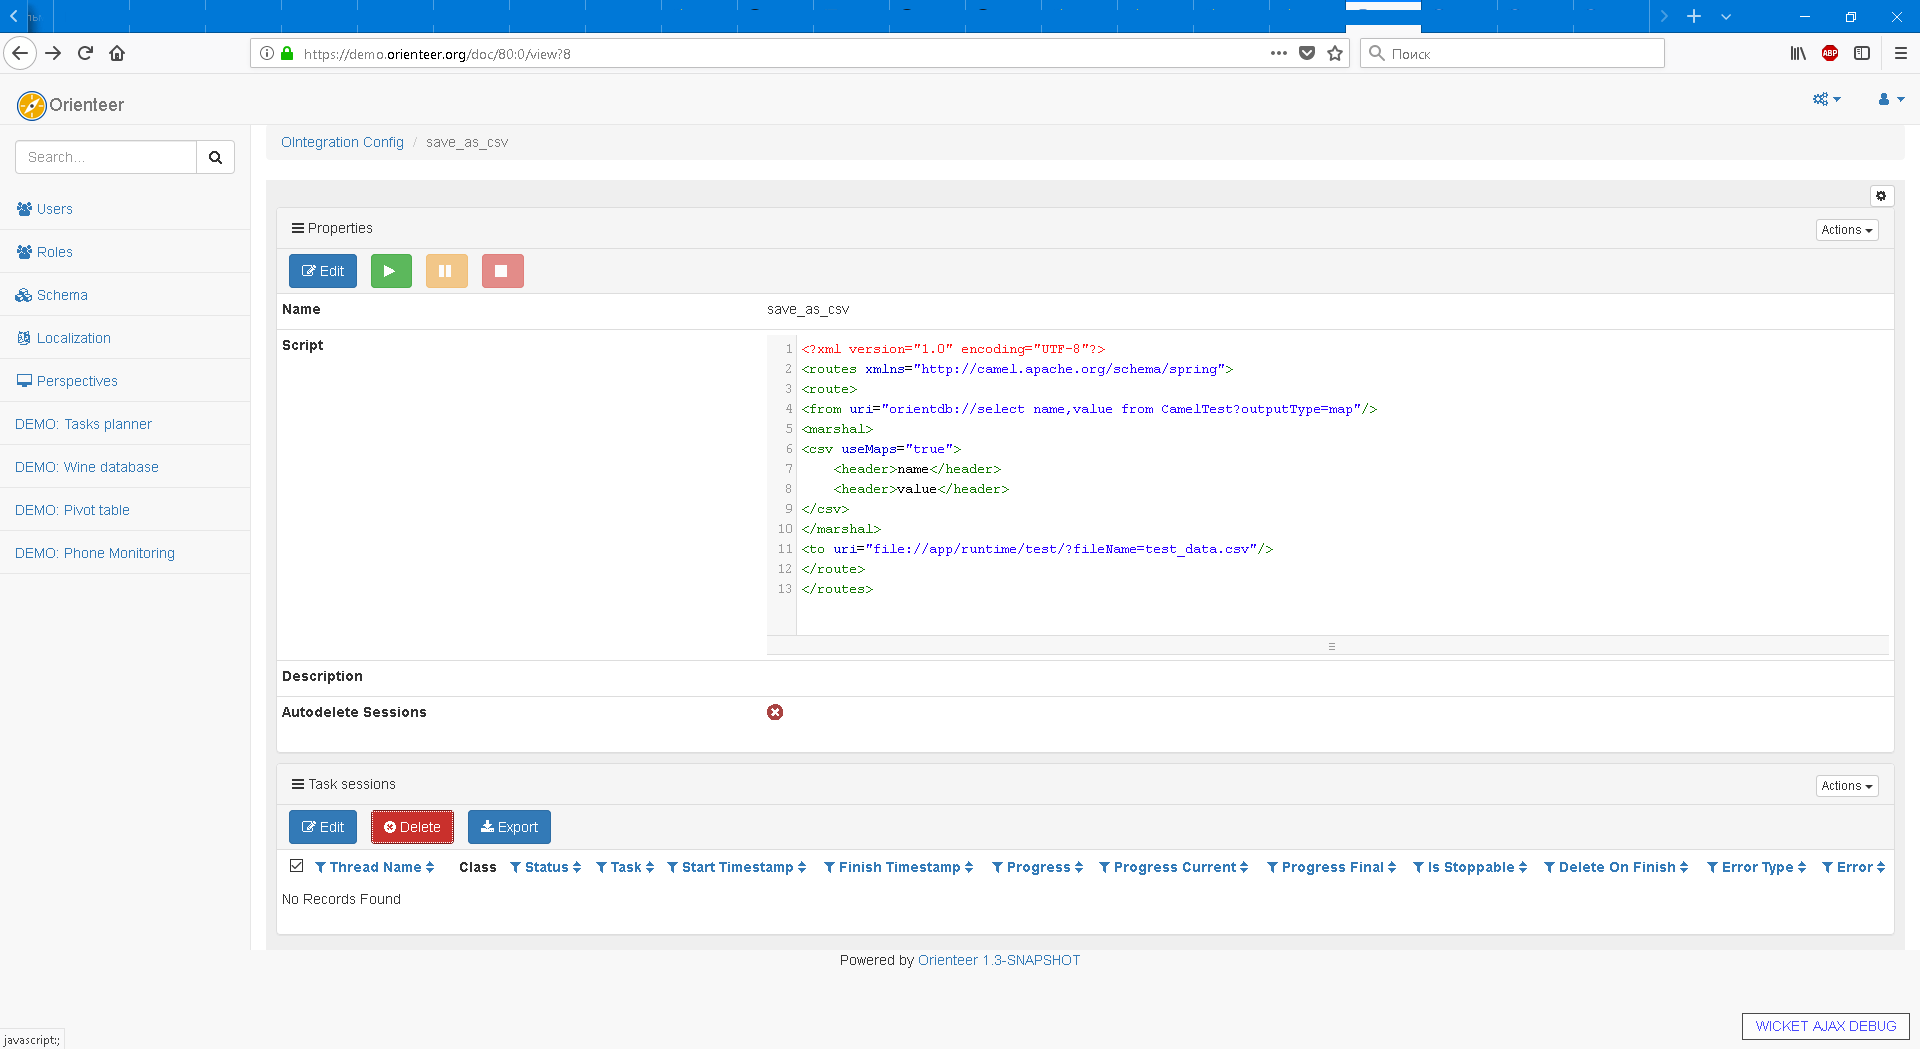 https://demo.orienteer.org/doc/80:0/view?8
Поиск
ABP
Orienteer
Search...
Users
Roles
Schema
Localization
Perspectives
DEMO: Tasks planner
DEMO: Wine database
DEMO: Pivot table
DEMO: Phone Monitoring
OIntegration Config / save_as_csv
Properties
Actions
Edit
Name save_as_csv
Script
1 <?xml version="1.0" encoding="UTF-8"?>
2 <routes xmlns="http://camel.apache.org/schema/spring">
3 <route>
4 <from uri="orientdb://select name,value from CamelTest?outputType=map"/>
5 <marshal>
6 <csv useMaps="true">
7 <header>name</header>
8 <header>value</header>
9 </csv>
10 </marshal>
11 <to uri="file://app/runtime/test/?fileName=test_data.csv"/>
12 </route>
13 </routes>
Description
Autodelete Sessions
Task sessions
Actions
Edit Delete Export
Thread Name Class Status Task Start Timestamp Finish Timestamp Progress Progress Current Progress Final Is Stoppable Delete On Finish Error Type Error
No Records Found
Powered by Orienteer 1.3-SNAPSHOT
WICKET AJAX DEBUG
javascript:;